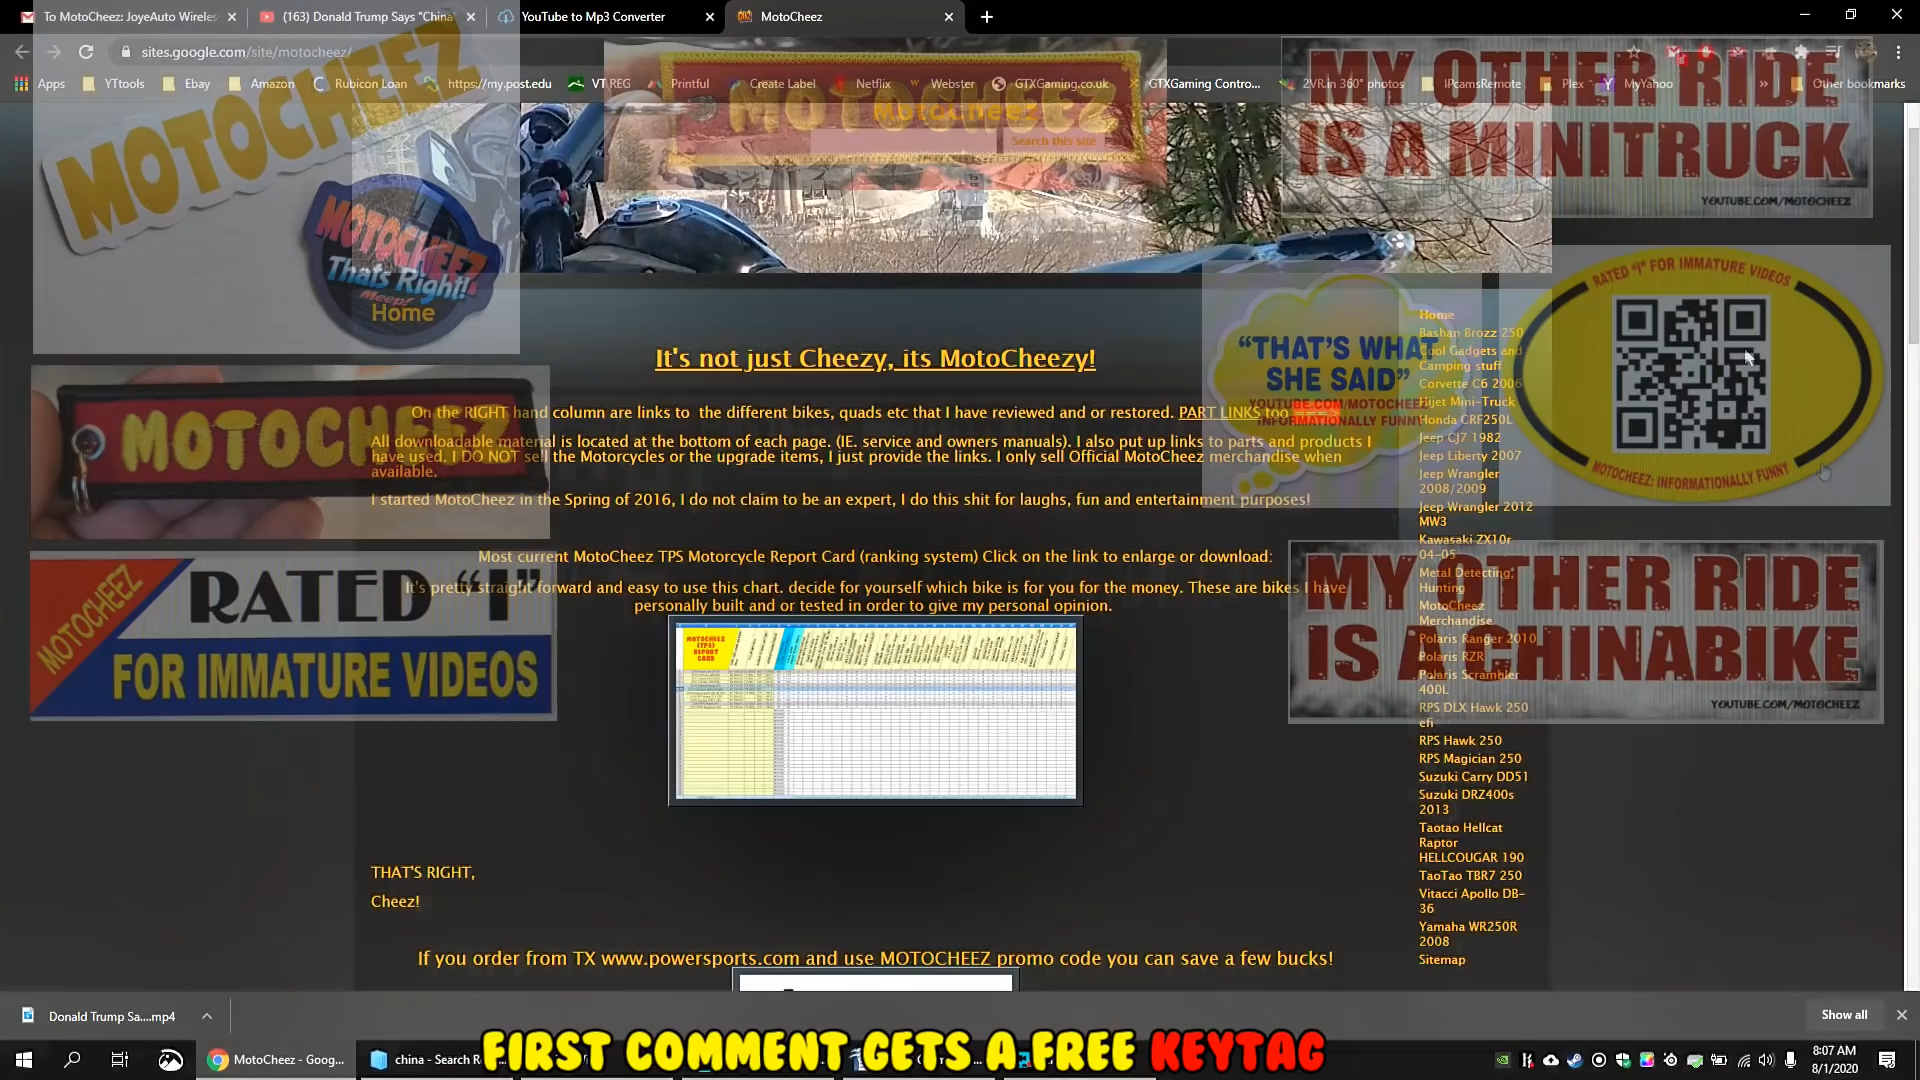 To MotoCheez: JoyeAuto Wireles
(163) Donald Trump Says "China
YouTube to Mp3 Converter
MotoCheez
sites.google.com/site/motocheez/
Apps
YTtools
Ebay
Amazon
Rubicon Loan
https://my.post.edu
VT REG
Printful
Create Label
Netflix
Webster
GTXGaming.co.uk
GTXGaming Contro...
2VR.in 360° photos
IPcamsRemote
Plex
MyYahoo
Other bookmarks
MOTOCHEEZ
MOTOCHEEZ
MotoCheez
Search this site
MY OTHER RIDE
IS A MINITRUCK
YOUTUBE.COM/MOTOCHEEZ
MOTOCHEEZ
Thats Right!
Meep!
Home
RATED "I" FOR IMMATURE VIDEOS
MOTOCHEEZ: INFORMATIONALLY FUNNY
"THAT'S WHAT
SHE SAID"
YOUTUBE.COM/MOTOCHEEZ
INFORMATIONALLY FUNNY
It's not just Cheezy, its MotoCheezy!
On the RIGHT hand column are links to the different bikes, quads etc that I have reviewed and or restored. PART LINKS too ===>
All downloadable material is located at the bottom of each page. (IE. service and owners manuals). I also put up links to parts and products I
have used. I DO NOT sell the Motorcycles or the upgrade items, I just provide the links. I only sell Official MotoCheez merchandise when
available.
I started MotoCheez in the Spring of 2016, I do not claim to be an expert, I do this shit for laughs, fun and entertainment purposes!
Most current MotoCheez TPS Motorcycle Report Card (ranking system) Click on the link to enlarge or download:
It's pretty straight forward and easy to use this chart. decide for yourself which bike is for you for the money. These are bikes I have
personally built and or tested in order to give my personal opinion.
MOTOCHEEZ
(TPS)
REPORT
CARD
MOTOCHEEZ
MOTOCHEEZ
RATED "I"
FOR IMMATURE VIDEOS
Home
Bashan Brozz 250
Cool Gadgets and
Camping stuff
Corvette C6 2006
Hijet Mini-Truck
Honda CRF250L
Jeep CJ7 1982
Jeep Liberty 2007
Jeep Wrangler
2008/2009
Jeep Wrangler 2012
MW3
Kawasaki ZX10r
04-05
Metal Detecting,
Hunting
MotoCheez
Merchandise
Polaris Ranger 2010
Polaris RZR
Polaris Scrambler
400L
RPS DLX Hawk 250
efi
RPS Hawk 250
RPS Magician 250
Suzuki Carry DD51
Suzuki DRZ400s
2013
Taotao Hellcat
Raptor
HELLCOUGAR 190
TaoTao TBR7 250
Vitacci Apollo DB-
36
Yamaha WR250R
2008
Sitemap
MY OTHER RIDE
IS A CHINABIKE
YOUTUBE.COM/MOTOCHEEZ
THAT'S RIGHT,
Cheez!
If you order from TX www.powersports.com and use MOTOCHEEZ promo code you can save a few bucks!
Donald Trump Sa....mp4
Show all
FIRST COMMENT GETS A FREE KEYTAG
MotoCheez - Goog...
china - Search R
8:07 AM
8/1/2020